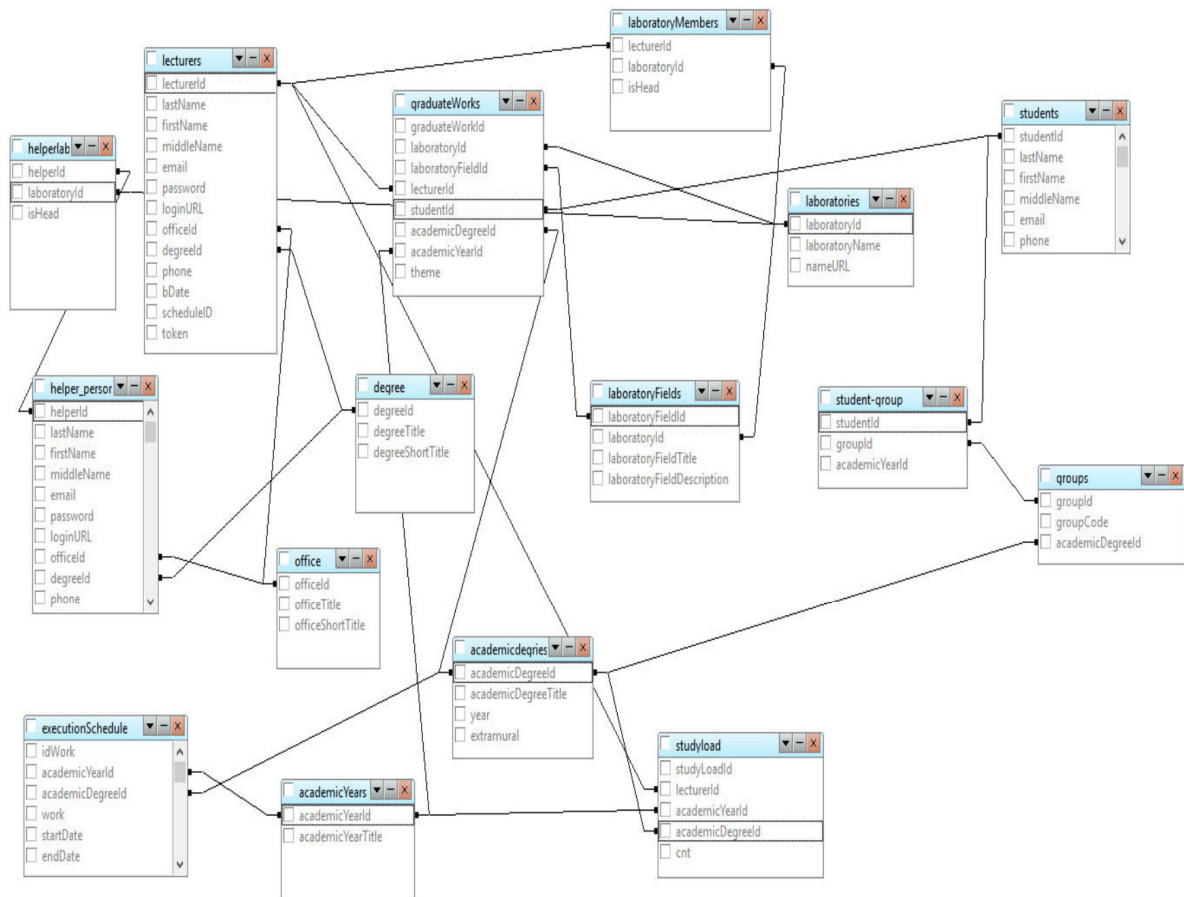 laboratoryMembers
lecturerId
laboratoryId
isHead
lecturers
lecturerId
lastName
firstName
middleName
email
password
loginURL
officeId
degreeId
phone
bDate
scheduleID
token
graduateWorks
graduateWorkId
laboratoryId
laboratoryFieldId
lecturerId
studentId
academicDegreeId
academicYearId
theme
students
studentId
lastName
firstName
middleName
email
phone
helperlab
helperId
laboratoryId
isHead
laboratories
laboratoryId
laboratoryName
nameURL
helper_person
helperId
lastName
firstName
middleName
email
password
loginURL
officeId
degreeId
phone
degree
degreeId
degreeTitle
degreeShortTitle
laboratoryFields
laboratoryFieldId
laboratoryId
laboratoryFieldTitle
laboratoryFieldDescription
student-group
studentId
groupId
academicYearId
groups
groupId
groupCode
academicDegreeId
office
officeId
officeTitle
officeShortTitle
academicdegries
academicDegreeId
academicDegreeTitle
year
extramural
executionSchedule
idWork
academicYearId
academicDegreeId
work
startDate
endDate
academicYears
academicYearId
academicYearTitle
studyload
studyLoadId
lecturerId
academicYearId
academicDegreeId
cnt